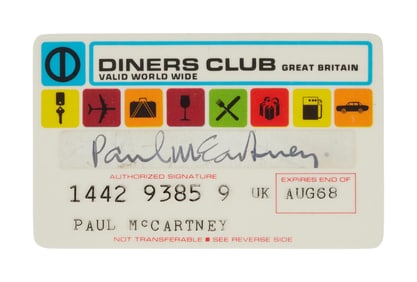 DINERS CLUB GREAT BRITAIN
VALID WORLD WIDE
Paul McCartney.
AUTHORIZED SIGNATURE
1442 9385 9 UK
EXPIRES END OF
AUG68
PAUL McCARTNEY
NOT TRANSFERABLE ■ SEE REVERSE SIDE